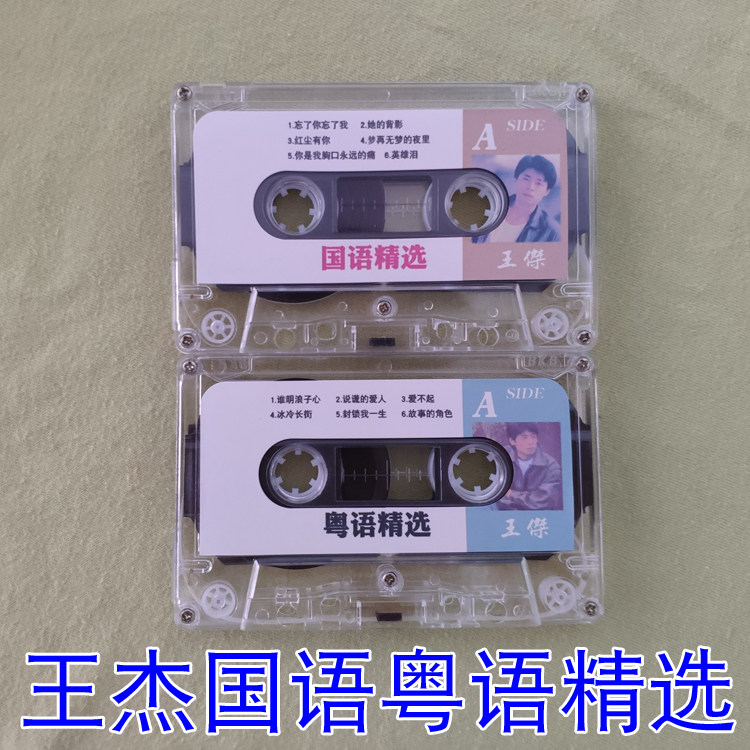 1.忘了你忘了我 2.她的背影
3.红尘有你 4.梦再无梦的夜里
5.你是我胸口永远的痛 6.英雄泪
A SIDE
国语精选
王傑
1.谁明浪子心 2.说谎的爱人 3.爱不起
4.冰冷长街 5.封锁我一生 6.故事的角色
A SIDE
粤语精选
王傑
王杰国语粤语精选